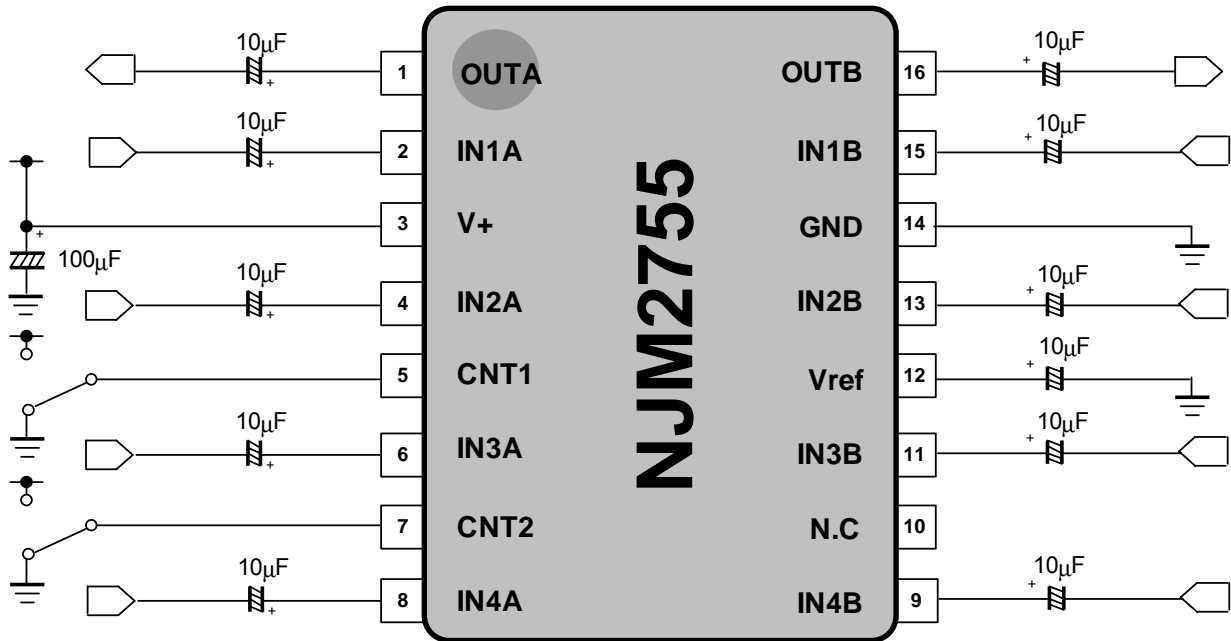 10μF
1
OUTA
OUTB
16
+
10μF
+
10μF
2
IN1A
IN1B
15
+
10μF
+
3
V+
GND
14
+
100μF
10μF
4
IN2A
IN2B
13
+
10μF
+
5
CNT1
Vref
12
+
10μF
10μF
6
IN3A
IN3B
11
+
10μF
+
7
CNT2
N.C
10
10μF
8
IN4A
IN4B
9
+
10μF
+
NJM2755